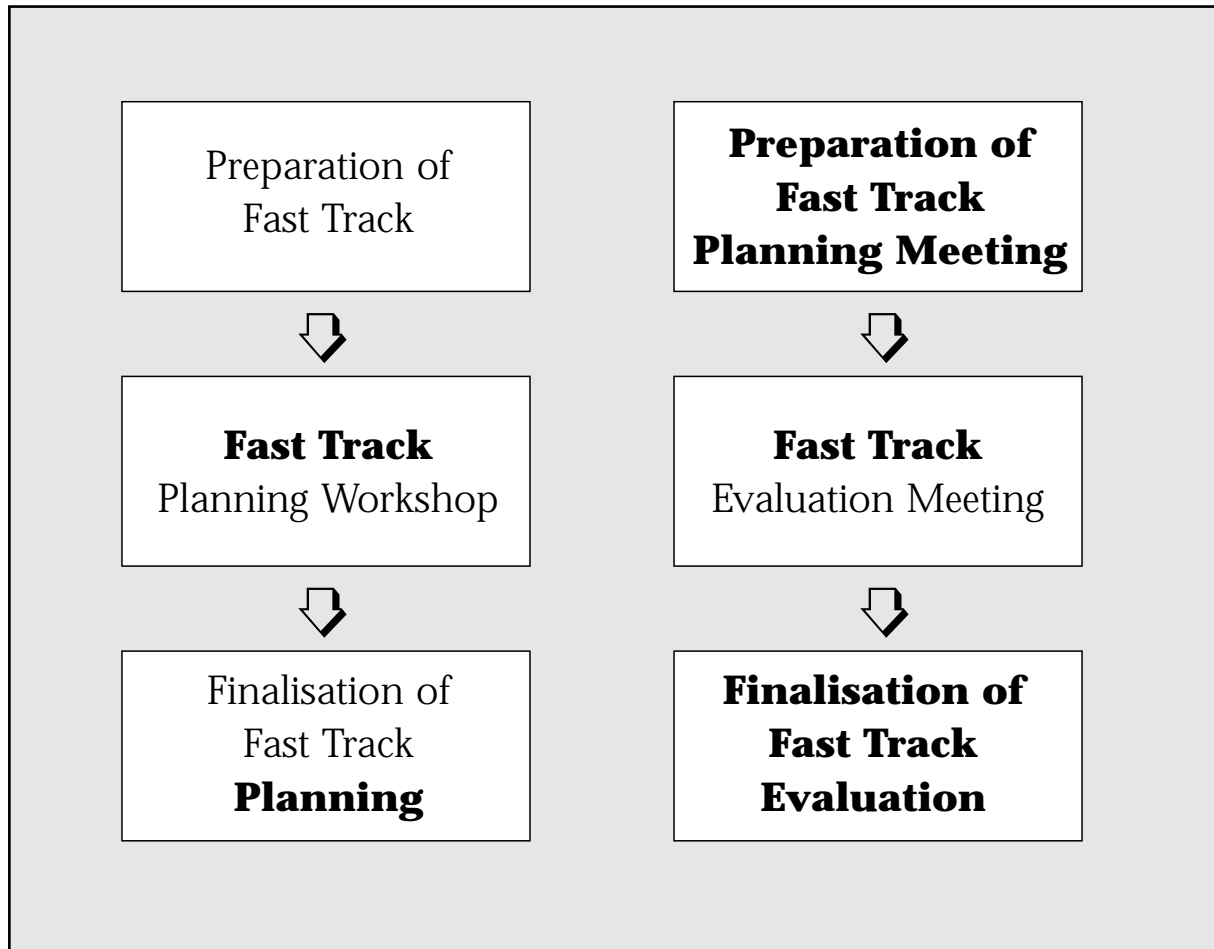 Preparation of
Fast Track
Fast Track
Planning Workshop
Finalisation of
Fast Track
Planning
Preparation of
Fast Track
Planning Meeting
Fast Track
Evaluation Meeting
Finalisation of
Fast Track
Evaluation